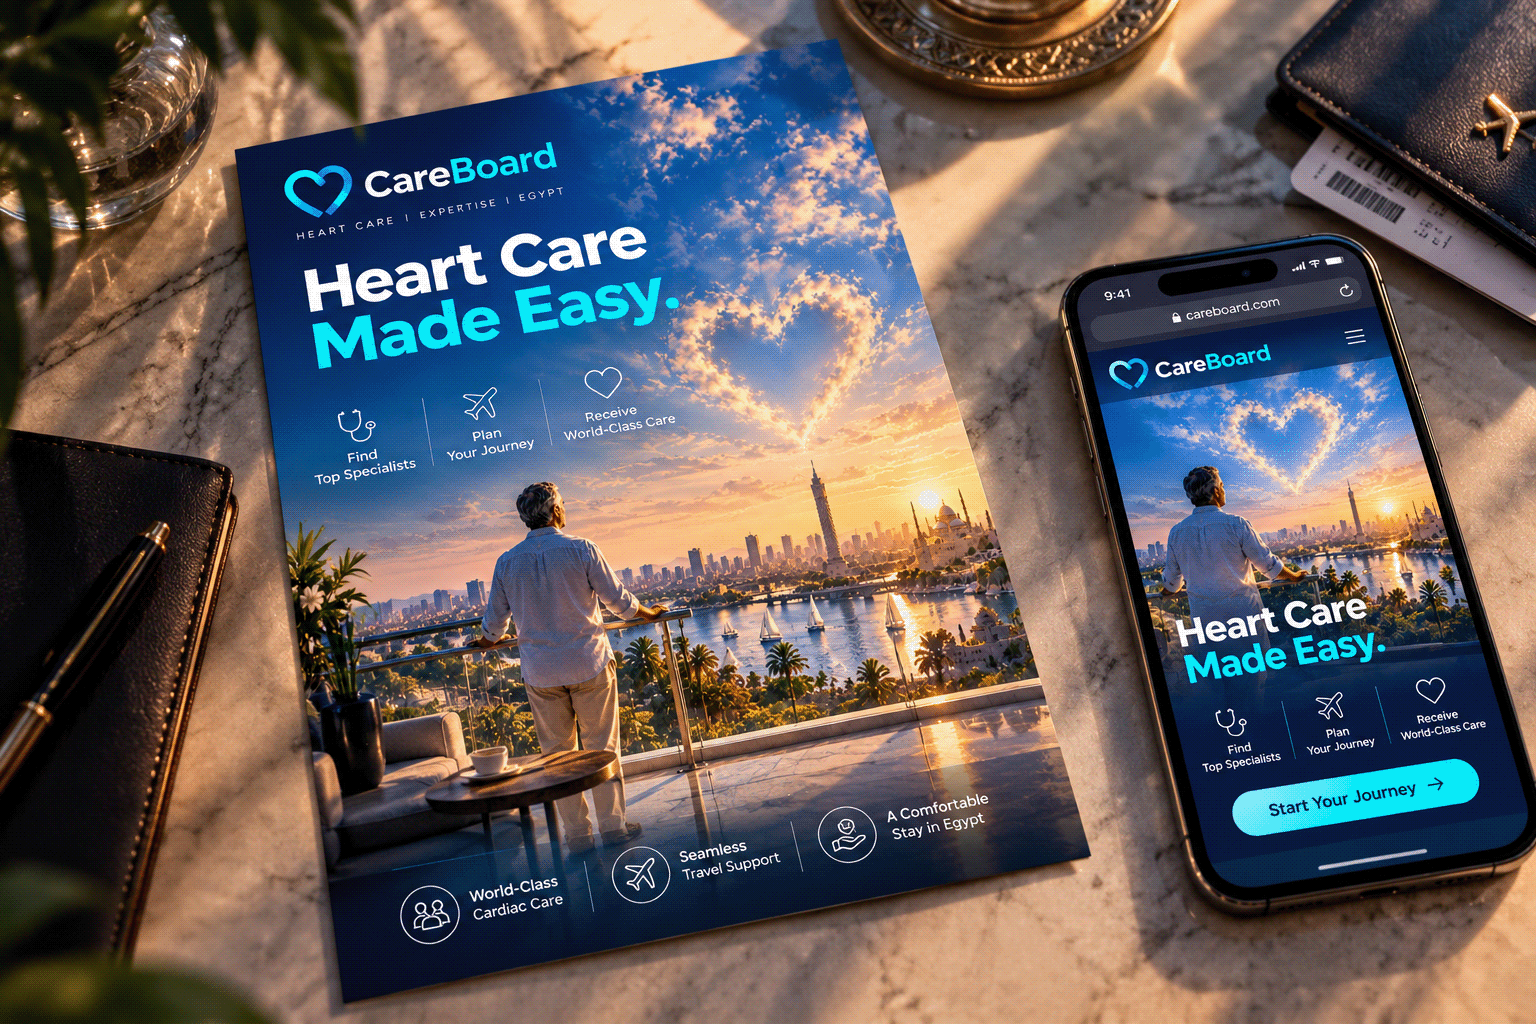 CareBoard
HEART CARE | EXPERTISE | EGYPT
Heart Care
Made Easy.
Find
Top Specialists
Plan
Your Journey
Receive
World-Class Care
World-Class
Cardiac Care
Seamless
Travel Support
A Comfortable
Stay in Egypt
9:41
careboard.com
CareBoard
Heart Care
Made Easy.
Find
Top Specialists
Plan
Your Journey
Receive
World-Class Care
Start Your Journey →